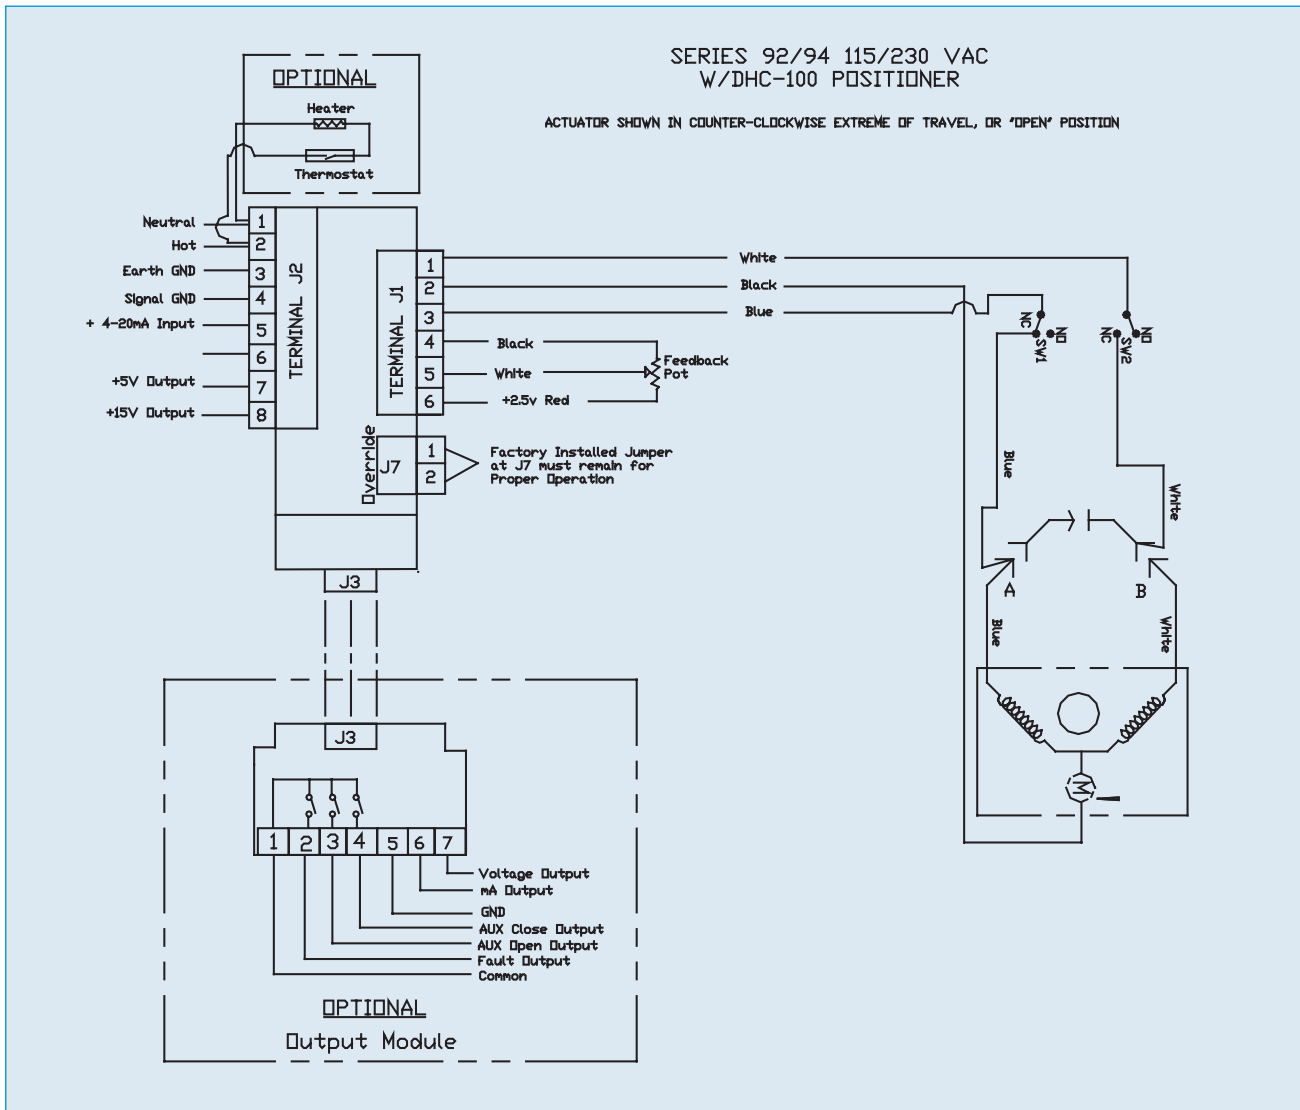 SERIES 92/94 115/230 VAC
W/DHC-100 POSITIONER
ACTUATOR SHOWN IN COUNTER-CLOCKWISE EXTREME OF TRAVEL, OR "OPEN" POSITION
OPTIONAL
Heater
Thermostat
Neutral
Hot
Earth GND
Signal GND
+ 4-20mA Input
+5V Output
+15V Output
1
2
3
4
5
6
7
8
TERMINAL J2
TERMINAL J1
1
2
3
4
5
6
White
Black
Blue
Black
White
+2.5v Red
Feedback
Pot
Override
J7
1
2
Factory Installed Jumper
at J7 must remain for
Proper Operation
NC
NO
SW1
NC
NO
SW2
Blue
White
A
B
Blue
White
M
J3
J3
1 2 3 4 5 6 7
Voltage Output
mA Output
GND
AUX Close Output
AUX Open Output
Fault Output
Common
OPTIONAL
Output Module